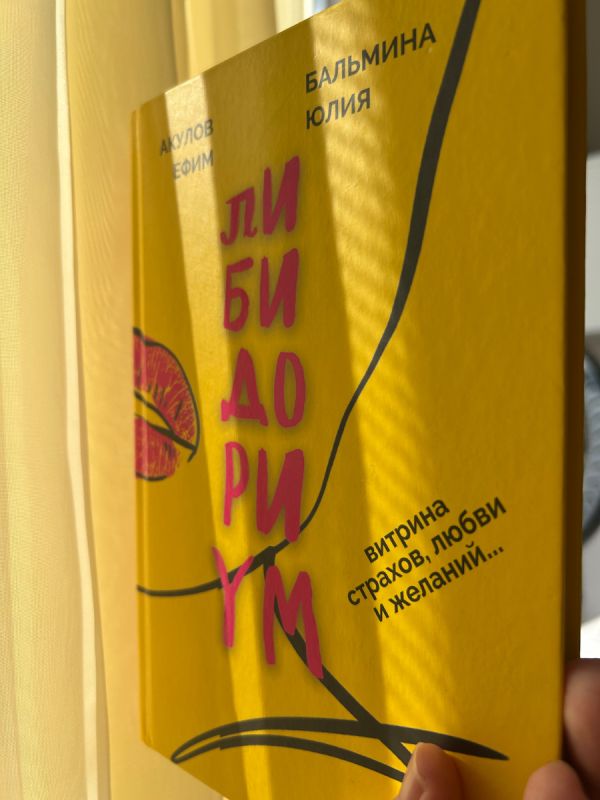 АКУЛОВ
ЕФИМ
БАЛЬМИНА
ЮЛИЯ
ЛИ
БИ
ДО
РИ
УМ
витрина
страхов, любви
и желаний...